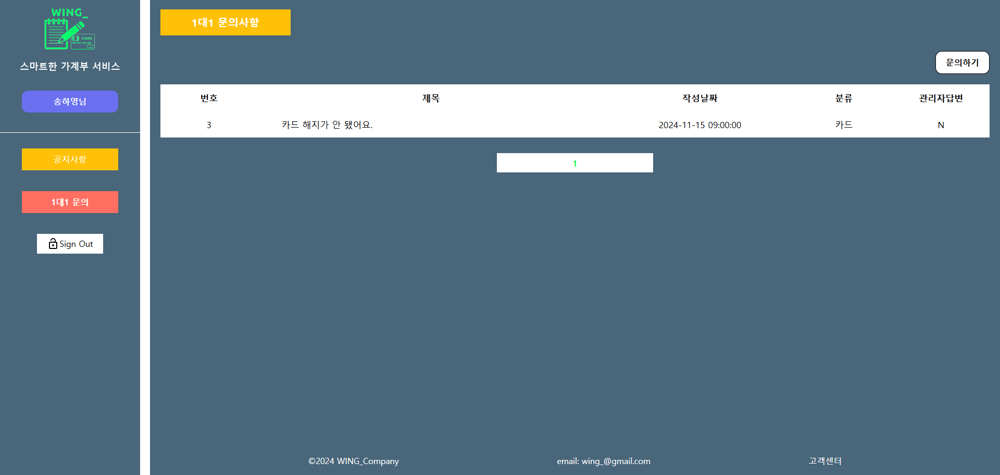 WING_
CARD
스마트한 가계부 서비스
송하영님
공지사항
1대1 문의
Sign Out
1대1 문의사항
문의하기
번호 제목 작성날짜 분류 관리자답변
3 카드 해지가 안 됐어요. 2024-11-15 09:00:00 카드 N
1
©2024 WING_Company email: wing_@gmail.com 고객센터